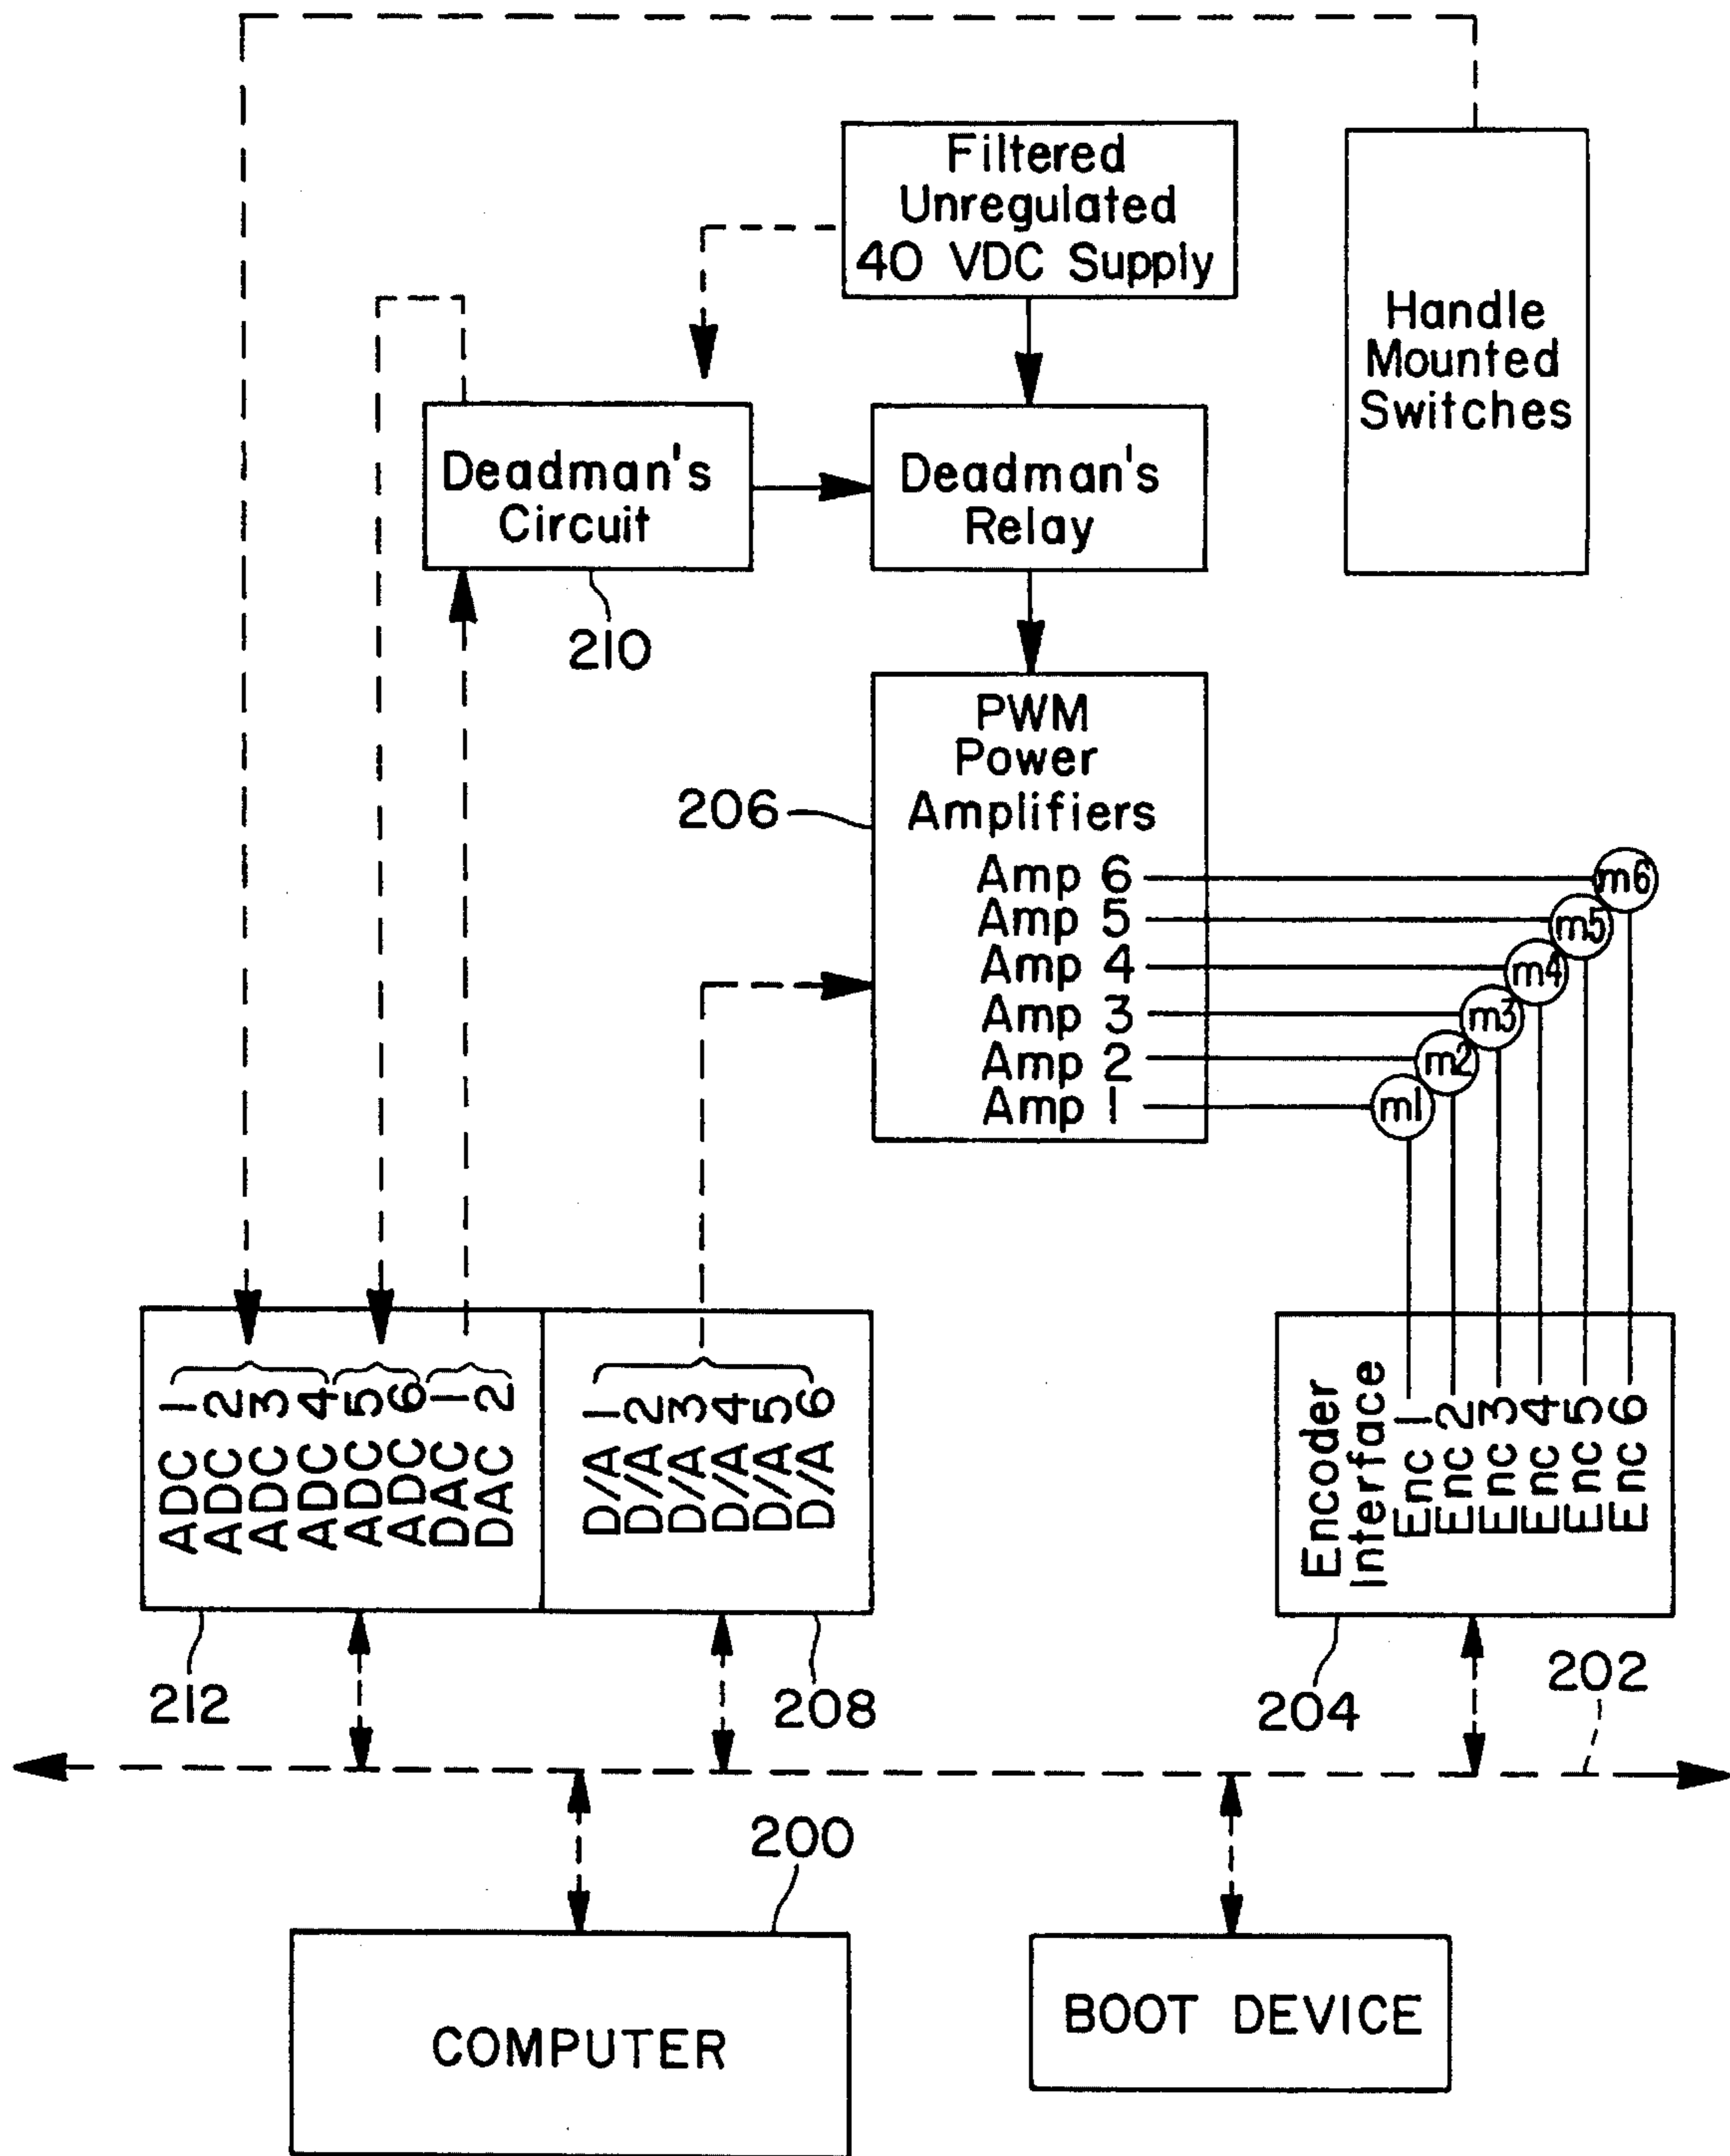 Filtered
Unregulated
40 VDC Supply
Handle
Mounted
Switches
Deadman's
Circuit
Deadman's
Relay
210
PWM
Power
Amplifiers
206
Amp 6
Amp 5
Amp 4
Amp 3
Amp 2
Amp 1
m6
m5
m4
m3
m2
m1
ADC 1
ADC 2
ADC 3
ADC 4
ADC 5
ADC 6
DAC 1
DAC 2
D/A 1
D/A 2
D/A 3
D/A 4
D/A 5
D/A 6
Encoder
Interface
Enc 1
Enc 2
Enc 3
Enc 4
Enc 5
Enc 6
212
208
204
202
200
COMPUTER
BOOT DEVICE